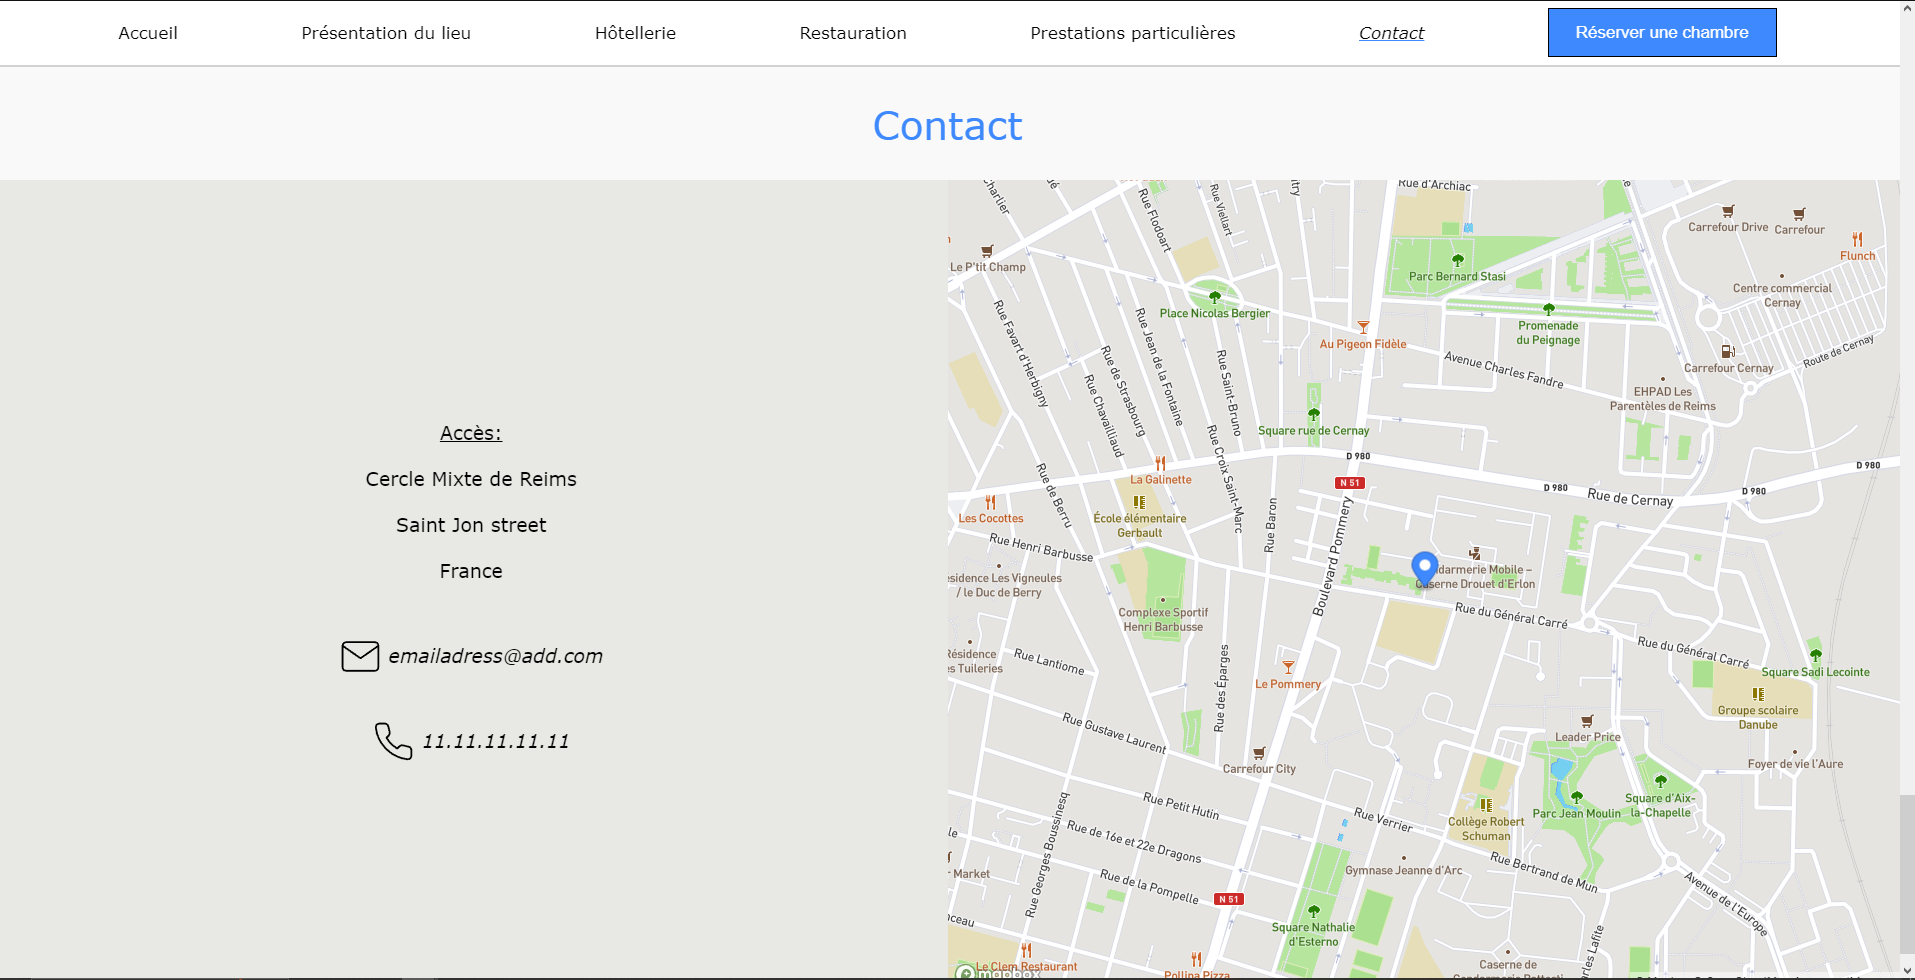 Accueil
Présentation du lieu
Hôtellerie
Restauration
Prestations particulières
Contact
Réserver une chambre
Contact
Accès:
Cercle Mixte de Reims
Saint Jon street
France
emailadress@add.com
11.11.11.11.11
Rue d'Archiac
Rue Flodoart
Rue Viellart
Carrefour Drive
Carrefour
Flunch
Le P'tit Champ
Parc Bernard Stasi
Centre commercial
Cernay
Place Nicolas Bergier
Promenade
du Peignage
Au Pigeon Fidèle
Rue Favart d'Herbigny
Rue Jean de la Fontaine
Rue de Strasbourg
Rue Chavailliaud
Rue Saint-Bruno
Avenue Charles Fandre
Route de Cernay
Carrefour Cernay
EHPAD Les
Parentèles de Reims
Square rue de Cernay
Rue Croix Saint-Marc
D 980
D 980
N 51
La Galinette
D 980
D 980
Rue de Cernay
Rue de Berru
Les Cocottes
École élémentaire
Gerbault
Rue Baron
Boulevard Pommery
Rue Henri Barbusse
sidence Les Vigneules
/ le Duc de Berry
darmerie Mobile –
Caserne Drouet d'Erlon
Complexe Sportif
Henri Barbusse
Rue du Général Carré
Rue du Général Carré
Résidence
es Tuileries
Rue Lantiome
Rue des Éparges
Le Pommery
Square Sadi Lecointe
Groupe scolaire
Danube
Rue Gustave Laurent
Leader Price
Carrefour City
Foyer de vie l'Aure
Rue Georges Boussinesq
Rue Petit Hutin
Rue Verrier
Collège Robert
Schuman
Parc Jean Moulin
Square d'Aix-
la-Chapelle
Rue de 16e et 22e Dragons
Market
Rue de la Pompelle
Gymnase Jeanne d'Arc
Rue Bertrand de Mun
Avenue de l'Europe
N 51
Square Nathalie
d'Esterno
Le Clem Restaurant
mapbox
Pollina Pizza
Caserne de